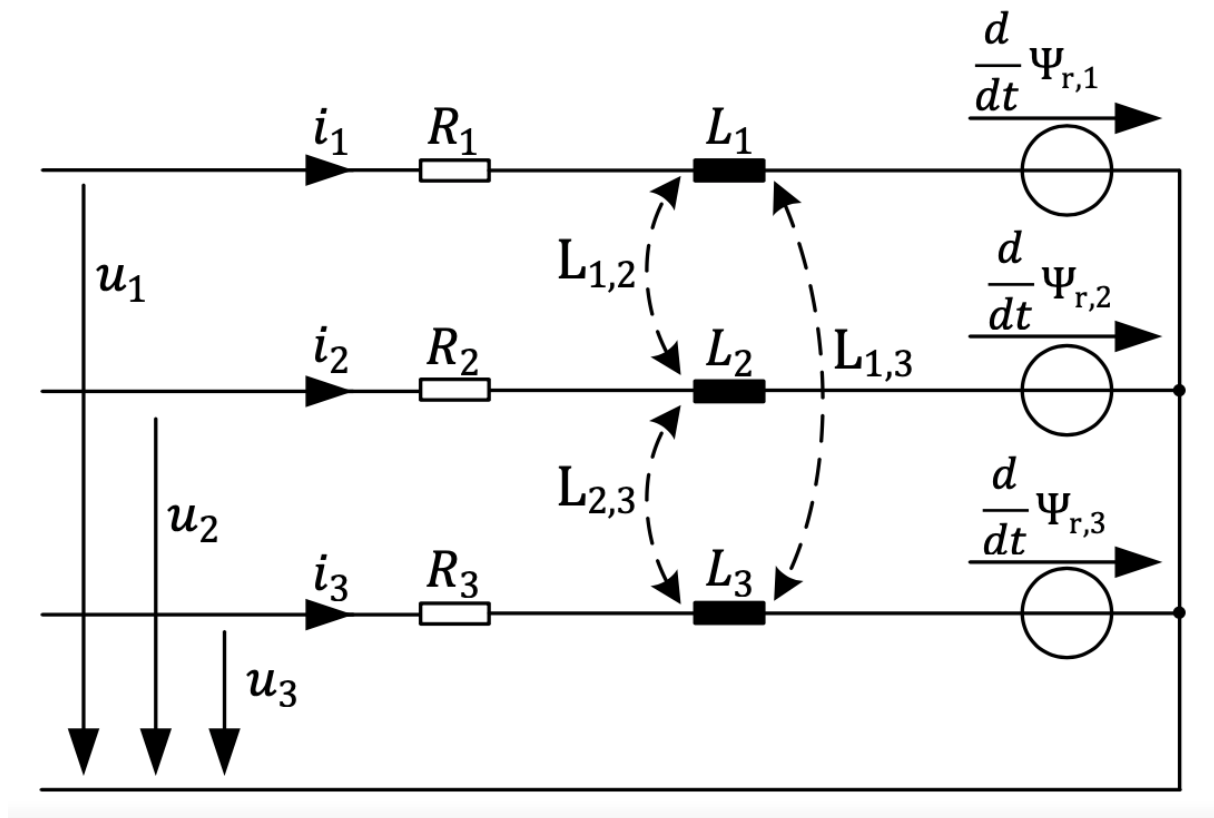 d/dt Ψr,1
i1 R1 L1
u1 L1,2
d/dt Ψr,2
i2 R2 L2 L1,3
u2 L2,3
d/dt Ψr,3
i3 R3 L3
u3